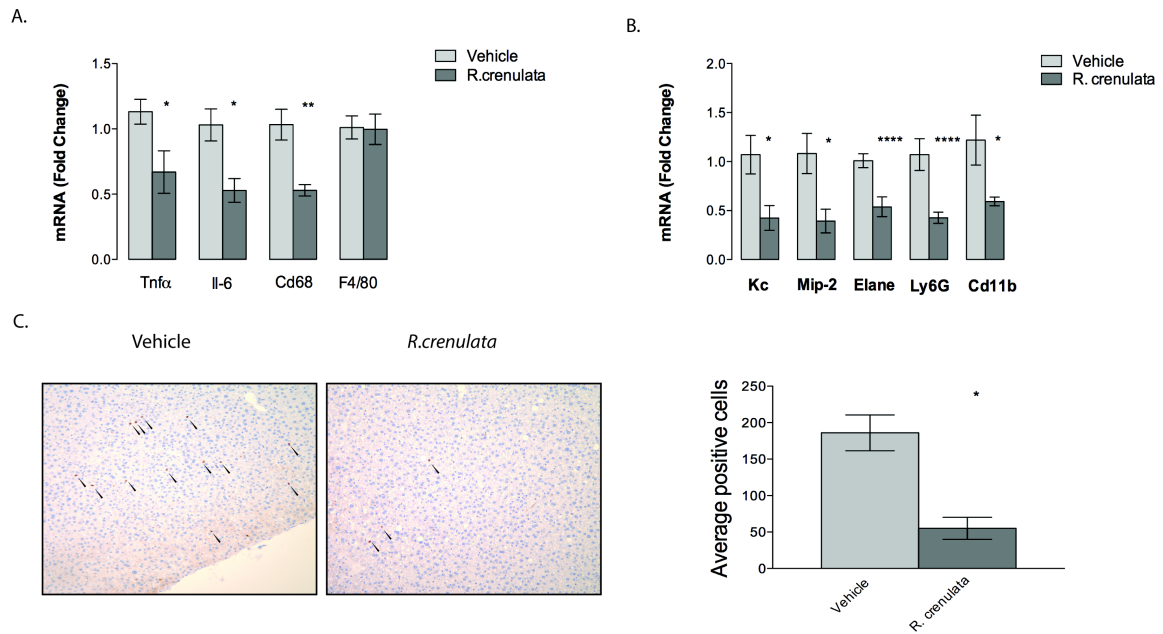 A.
Vehicle
R.crenulata
1.5
1.0
0.5
0.0
mRNA (Fold Change)
* * **
Tnfα Il-6 Cd68 F4/80
B.
Vehicle
R. crenulata
2.0
1.5
1.0
0.5
0.0
mRNA (Fold Change)
* * **** **** *
Kc Mip-2 Elane Ly6G Cd11b
C.
Vehicle R.crenulata
250
200
150
100
50
0
Average positive cells
*
Vehicle
R. crenulata